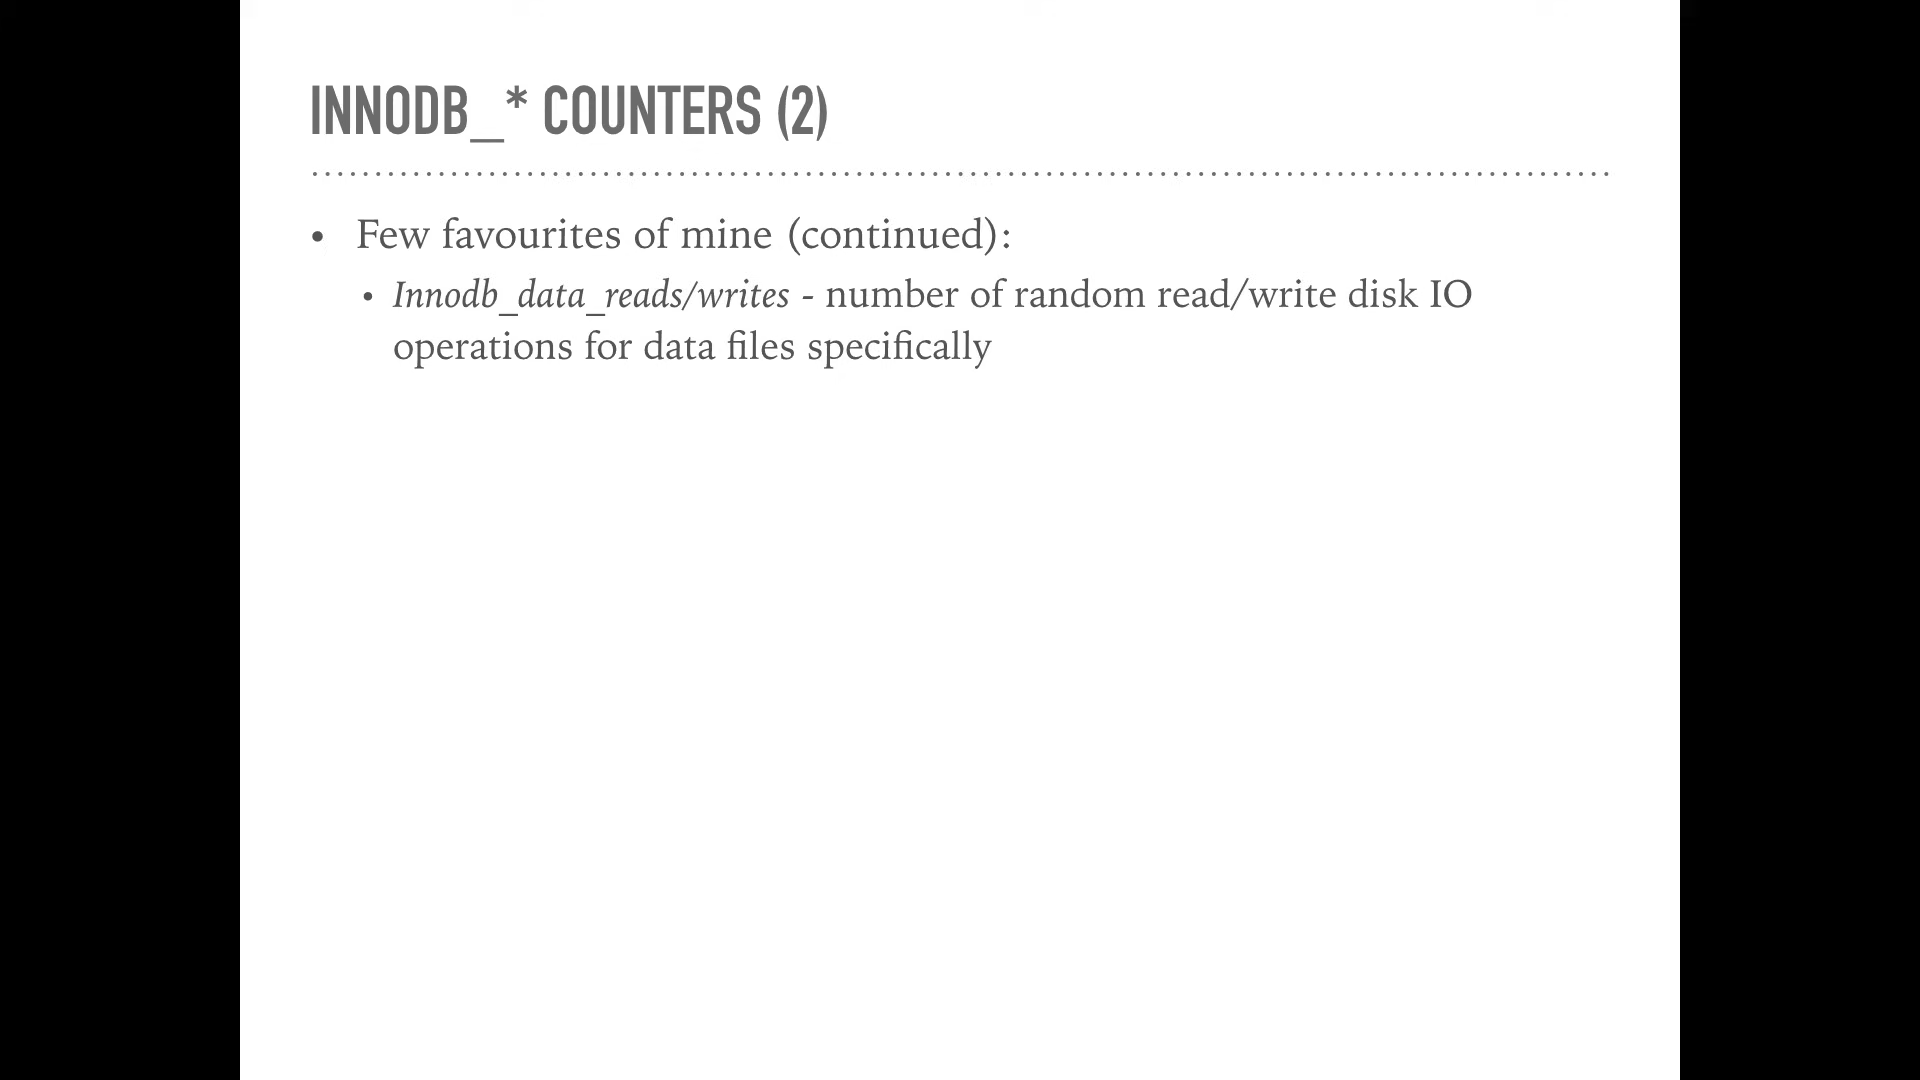 INNODB_* COUNTERS (2)
• Few favourites of mine (continued):
• Innodb_data_reads/writes - number of random read/write disk IO
operations for data files specifically